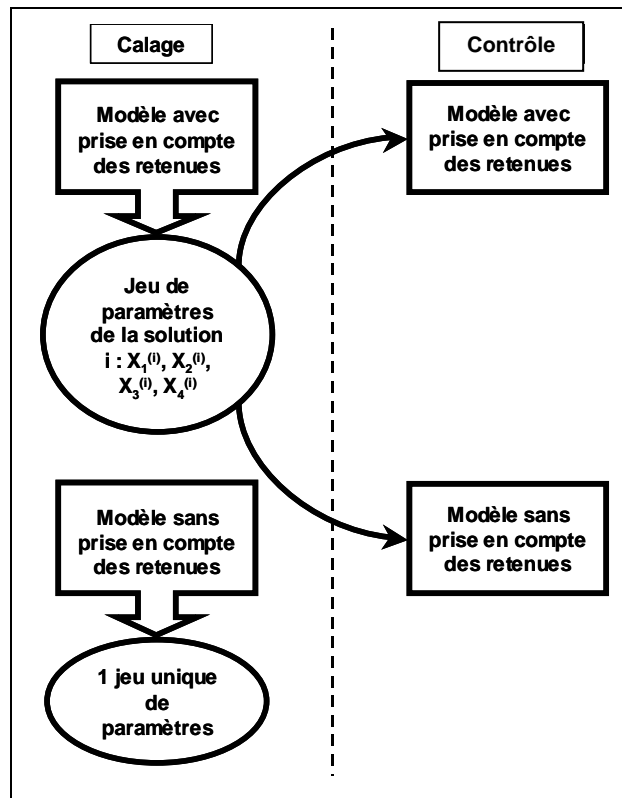 Calage
Contrôle
Modèle avec
prise en compte
des retenues
Modèle avec
prise en compte
des retenues
Jeu de
paramètres
de la solution
i : X₁⁽ⁱ⁾, X₂⁽ⁱ⁾,
X₃⁽ⁱ⁾, X₄⁽ⁱ⁾
Modèle sans
prise en compte
des retenues
Modèle sans
prise en compte
des retenues
1 jeu unique
de
paramètres